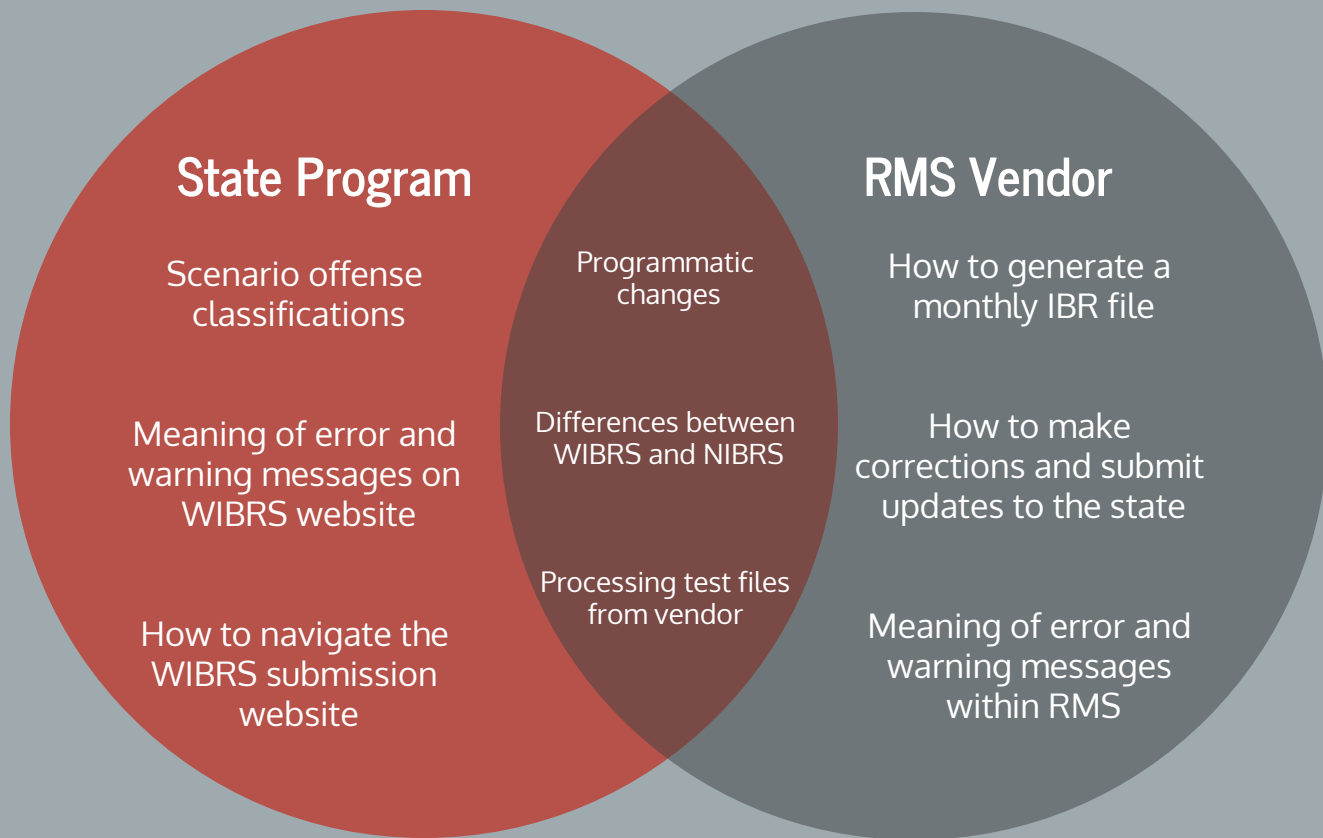 State Program
Scenario offense
classifications
Meaning of error and
warning messages on
WIBRS website
How to navigate the
WIBRS submission
website
Programmatic
changes
Differences between
WIBRS and NIBRS
Processing test files
from vendor
RMS Vendor
How to generate a
monthly IBR file
How to make
corrections and submit
updates to the state
Meaning of error and
warning messages
within RMS